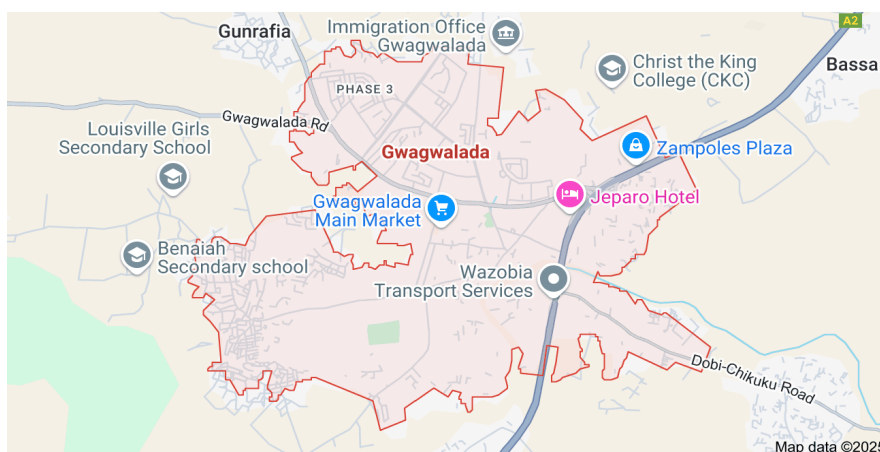 A2
Gunrafia
Immigration Office
Gwagwalada
Christ the King
College (CKC)
Bassa
PHASE 3
Gwagwalada Rd
Louisville Girls
Secondary School
Gwagwalada
Zampoles Plaza
Jeparo Hotel
Gwagwalada
Main Market
Benaiah
Secondary school
Wazobia
Transport Services
Dobi-Chikuku Road
Map data ©2025